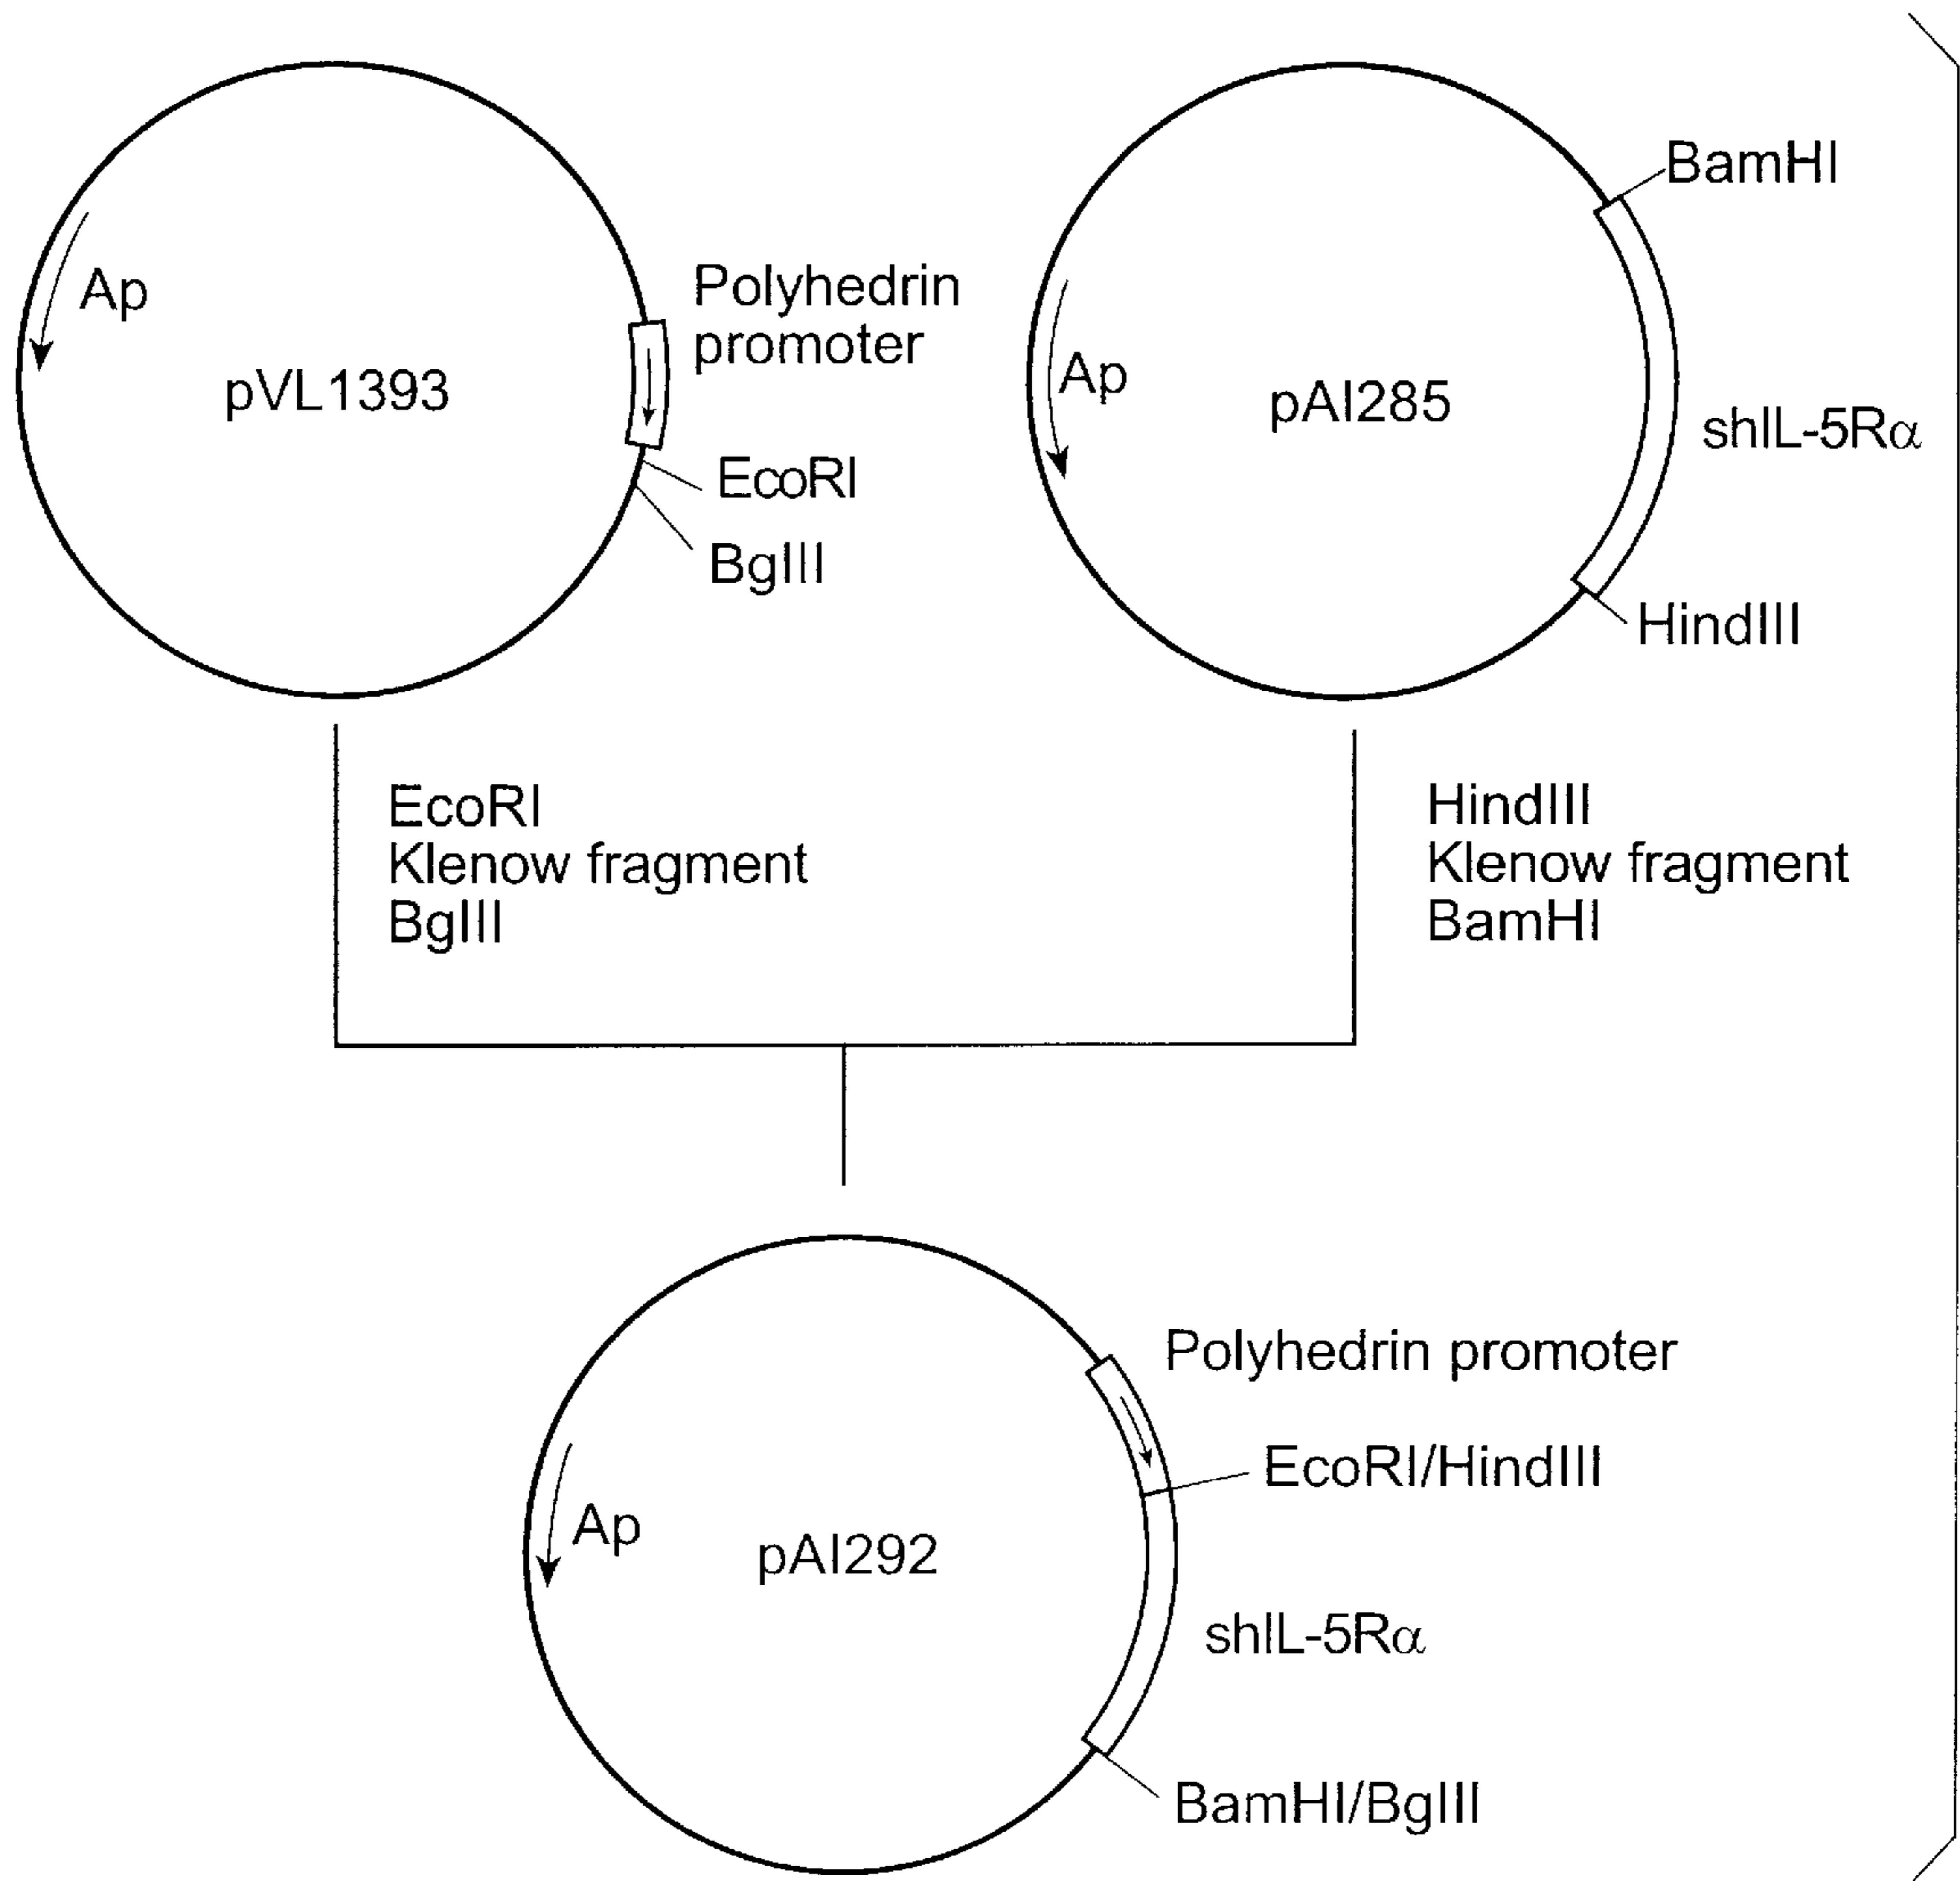 Ap
pVL1393
Polyhedrin
promoter
EcoRI
BglII
BamHI
Ap
pAI285
shIL-5Rα
HindIII
EcoRI
Klenow fragment
BglII
HindIII
Klenow fragment
BamHI
Polyhedrin promoter
EcoRI/HindIII
Ap
pAI292
shIL-5Rα
BamHI/BglII